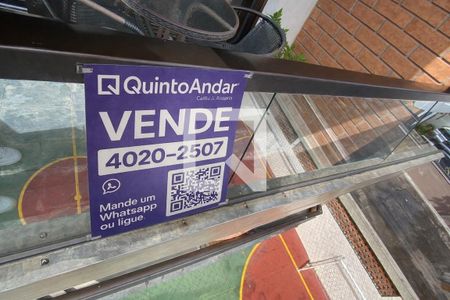 QuintoAndar
VENDE
4020-2507
Mande um
Whatsapp
ou ligue.